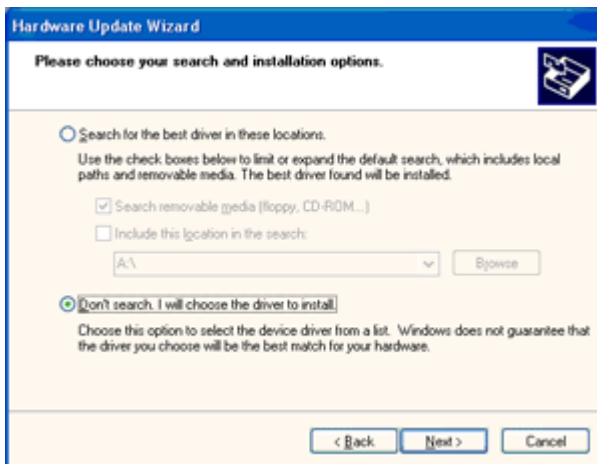 Hardware Update Wizard
Please choose your search and installation options.
Search for the best driver in these locations.
Use the check boxes below to limit or expand the default search, which includes local
paths and removable media. The best driver found will be installed.
Search removable media (floppy, CD-ROM...)
Include this location in the search:
A:\
Browse
Don't search. I will choose the driver to install.
Choose this option to select the device driver from a list. Windows does not guarantee that
the driver you choose will be the best match for your hardware.
< Back Next > Cancel